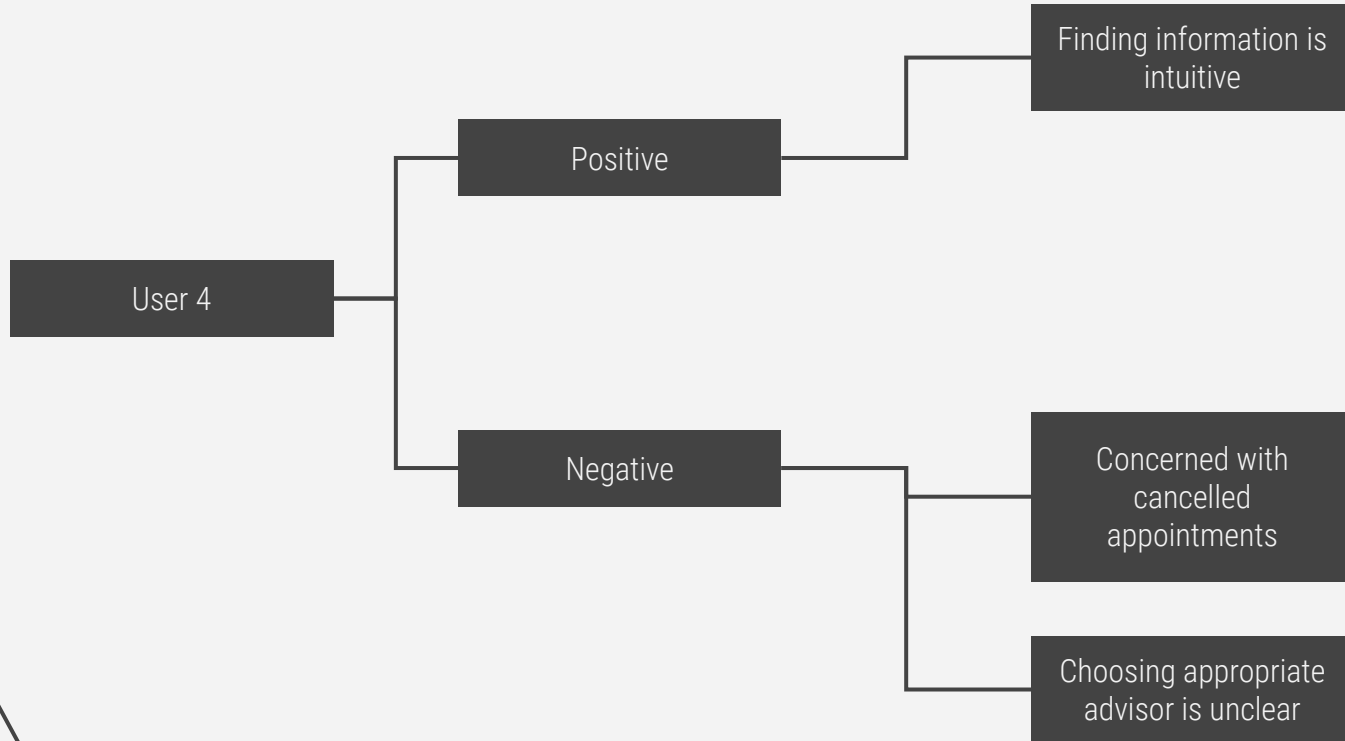 Finding information is
intuitive
Positive
User 4
Negative
Concerned with
cancelled
appointments
Choosing appropriate
advisor is unclear